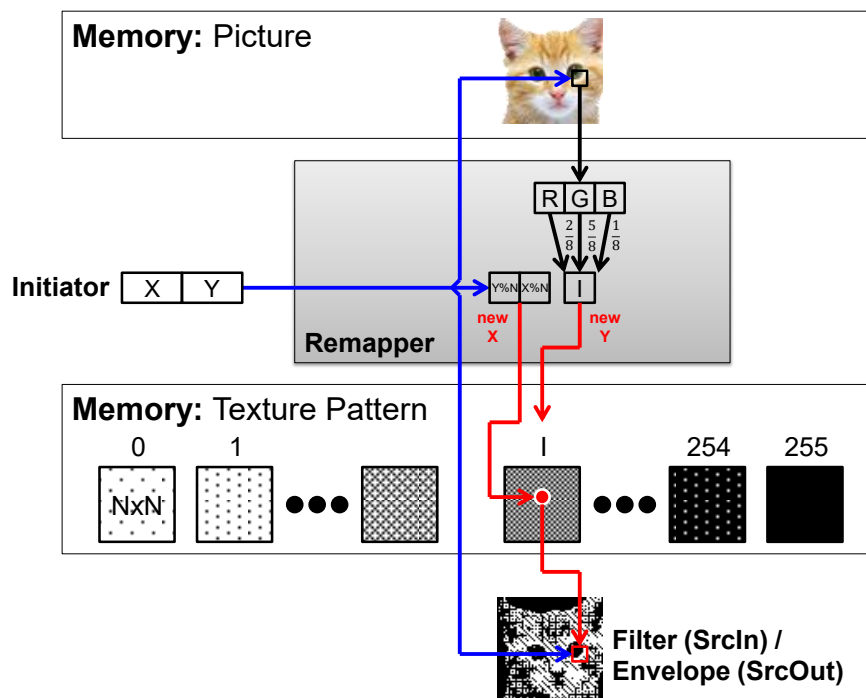 Memory: Picture
R G B
2/8 5/8 1/8
Initiator X Y
Y%N X%N I
new X
new Y
Remapper
Memory: Texture Pattern
0 1 I 254 255
NxN
Filter (SrcIn) /
Envelope (SrcOut)